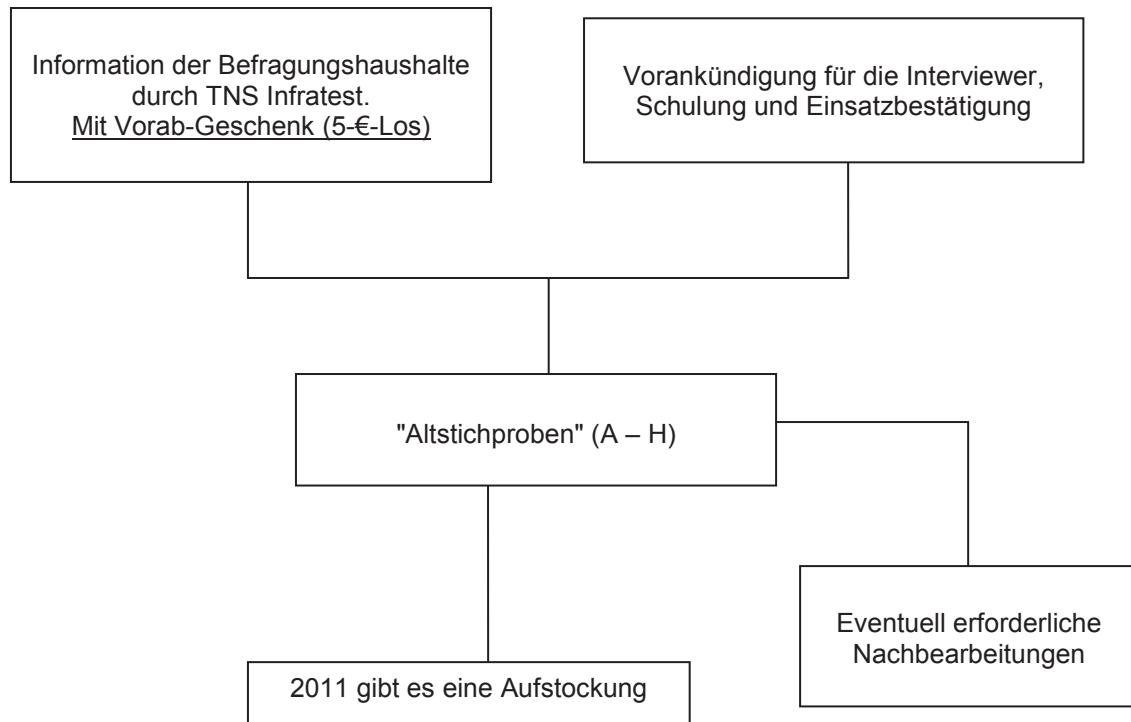 Information der Befragungshaushalte
durch TNS Infratest.
Mit Vorab-Geschenk (5-€-Los)
Vorankündigung für die Interviewer,
Schulung und Einsatzbestätigung
"Altstichproben" (A – H)
Eventuell erforderliche
Nachbearbeitungen
2011 gibt es eine Aufstockung